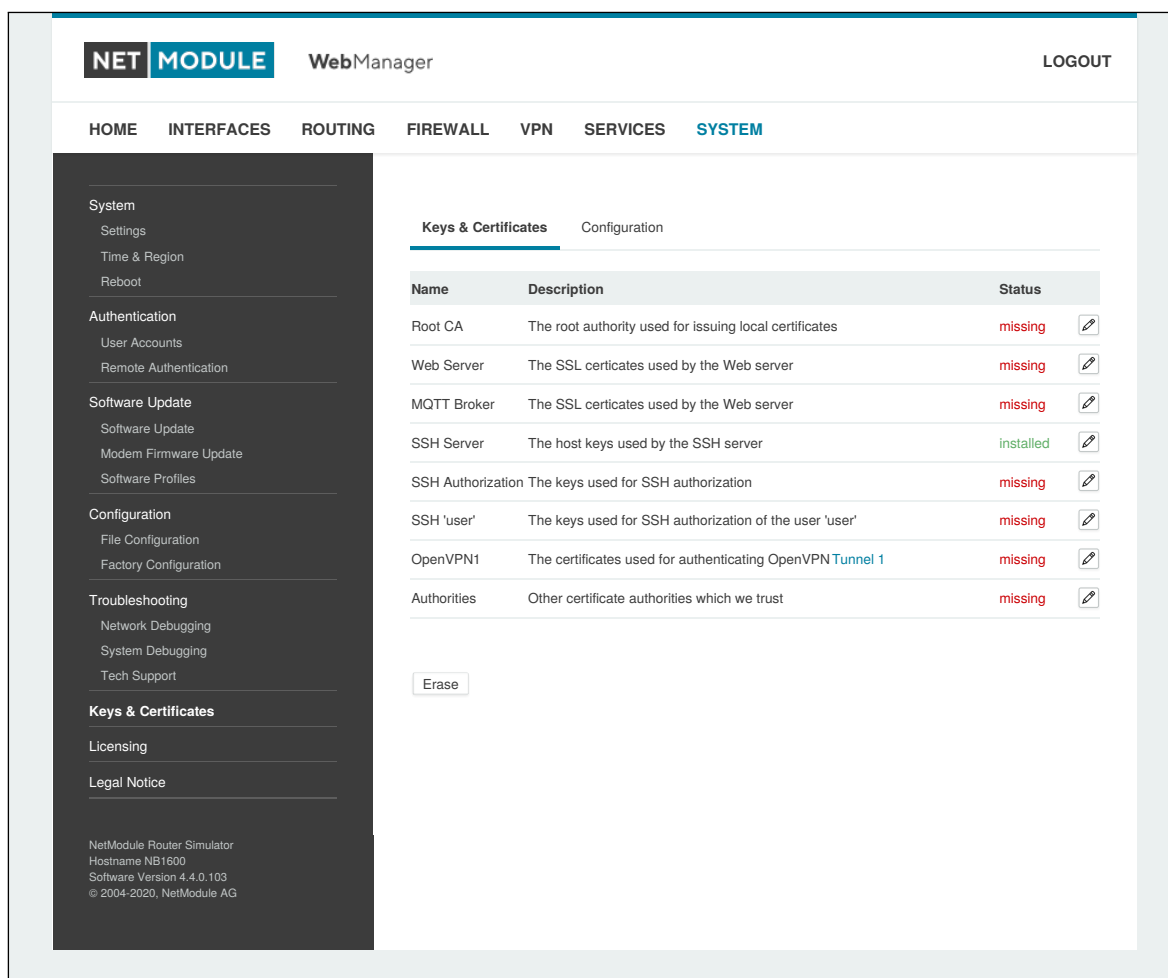 NET MODULE WebManager LOGOUT
HOME INTERFACES ROUTING FIREWALL VPN SERVICES SYSTEM
System
Settings
Time & Region
Reboot
Authentication
User Accounts
Remote Authentication
Software Update
Software Update
Modem Firmware Update
Software Profiles
Configuration
File Configuration
Factory Configuration
Troubleshooting
Network Debugging
System Debugging
Tech Support
Keys & Certificates
Licensing
Legal Notice
NetModule Router Simulator
Hostname NB1600
Software Version 4.4.0.103
© 2004-2020, NetModule AG
Keys & Certificates Configuration
Name Description Status
Root CA The root authority used for issuing local certificates missing
Web Server The SSL certicates used by the Web server missing
MQTT Broker The SSL certicates used by the Web server missing
SSH Server The host keys used by the SSH server installed
SSH Authorization The keys used for SSH authorization missing
SSH 'user' The keys used for SSH authorization of the user 'user' missing
OpenVPN1 The certificates used for authenticating OpenVPN Tunnel 1 missing
Authorities Other certificate authorities which we trust missing
Erase